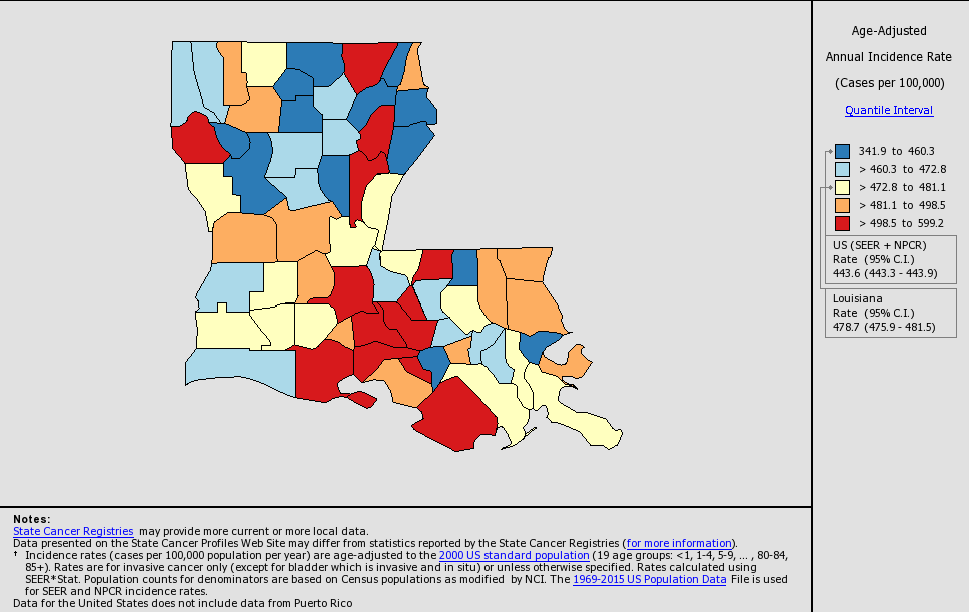 Age-Adjusted
Annual Incidence Rate
(Cases per 100,000)
Quantile Interval
341.9 to 460.3
> 460.3 to 472.8
> 472.8 to 481.1
> 481.1 to 498.5
> 498.5 to 599.2
US (SEER + NPCR)
Rate (95% C.I.)
443.6 (443.3 - 443.9)
Louisiana
Rate (95% C.I.)
478.7 (475.9 - 481.5)
Notes:
State Cancer Registries may provide more current or more local data.
Data presented on the State Cancer Profiles Web Site may differ from statistics reported by the State Cancer Registries (for more information).
† Incidence rates (cases per 100,000 population per year) are age-adjusted to the 2000 US standard population (19 age groups: <1, 1-4, 5-9, ... , 80-84,
85+). Rates are for invasive cancer only (except for bladder which is invasive and in situ) or unless otherwise specified. Rates calculated using
SEER*Stat. Population counts for denominators are based on Census populations as modified by NCI. The 1969-2015 US Population Data File is used
for SEER and NPCR incidence rates.
Data for the United States does not include data from Puerto Rico